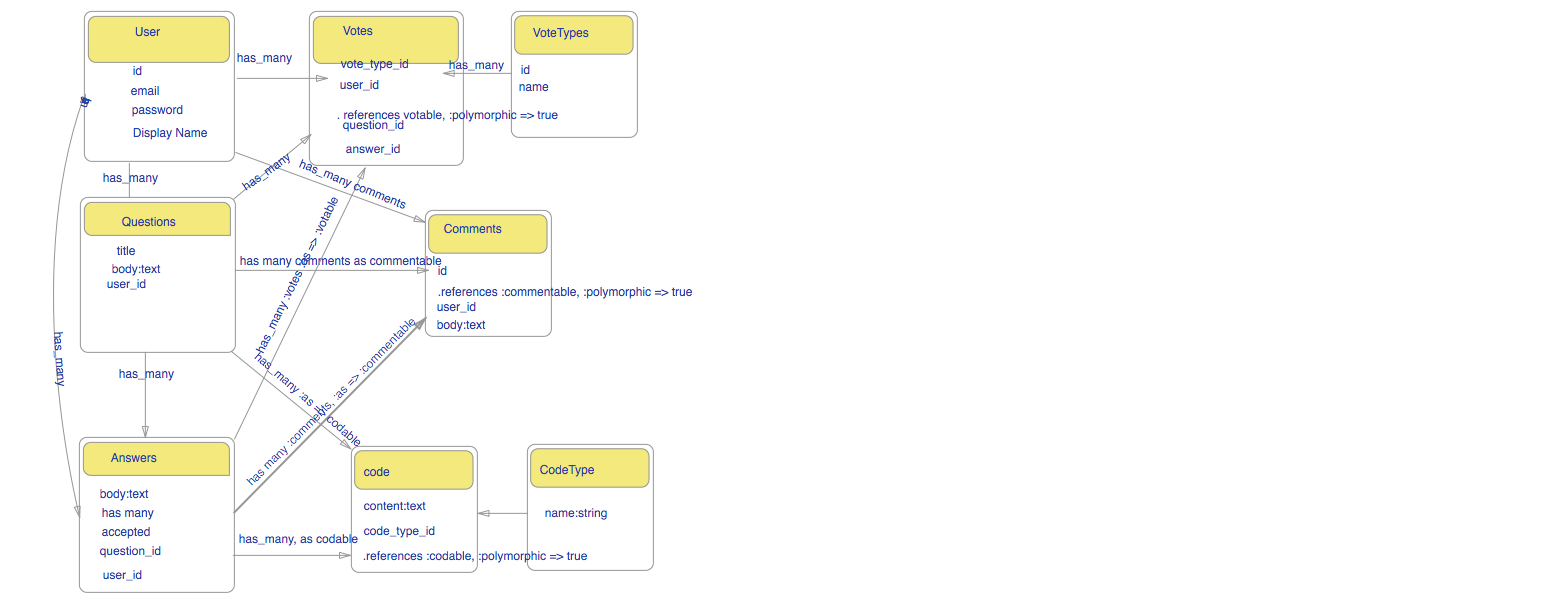 User
id
email
password
Display Name
has_many
Votes
vote_type_id
user_id
. references votable, :polymorphic => true
question_id
answer_id
has_many
VoteTypes
id
name
has_many
has_many
has_many comments
Questions
title
body:text
user_id
has many comments as commentable
Comments
id
.references :commentable, :polymorphic => true
user_id
body:text
has_many :votes :as => :votable
has_many
has_many
has_many :as codable
has many :comments, :as => :commentable
Answers
body:text
has many
accepted
question_id
user_id
has_many, as codable
code
content:text
code_type_id
.references :codable, :polymorphic => true
CodeType
name:string